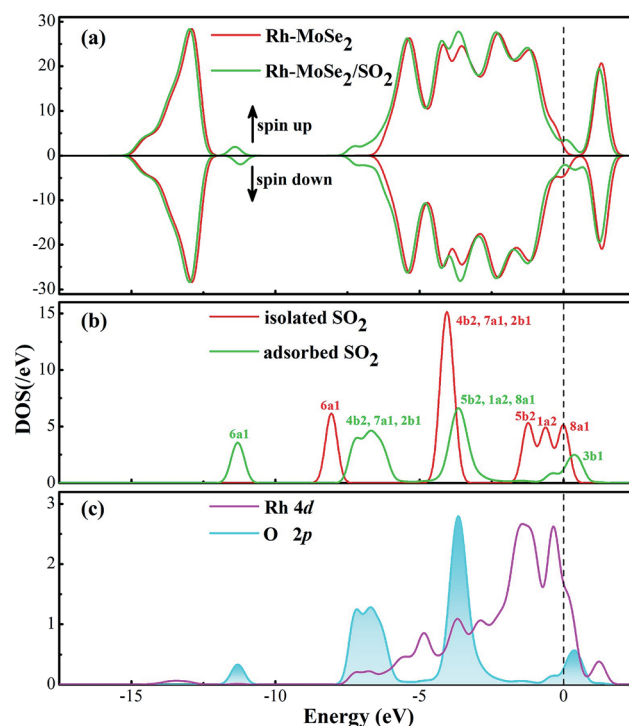 30
20
10
0
-10
-20
-30
(a)
Rh-MoSe2
Rh-MoSe2/SO2
spin up
spin down
DOS(/eV)
15
10
5
0
(b)
isolated SO2
adsorbed SO2
4b2, 7a1, 2b1
6a1
6a1
4b2, 7a1, 2b1
5b2, 1a2, 8a1
5b2
1a2
8a1
3b1
3
2
1
0
(c)
Rh 4d
O 2p
-15 -10 -5 0
Energy (eV)